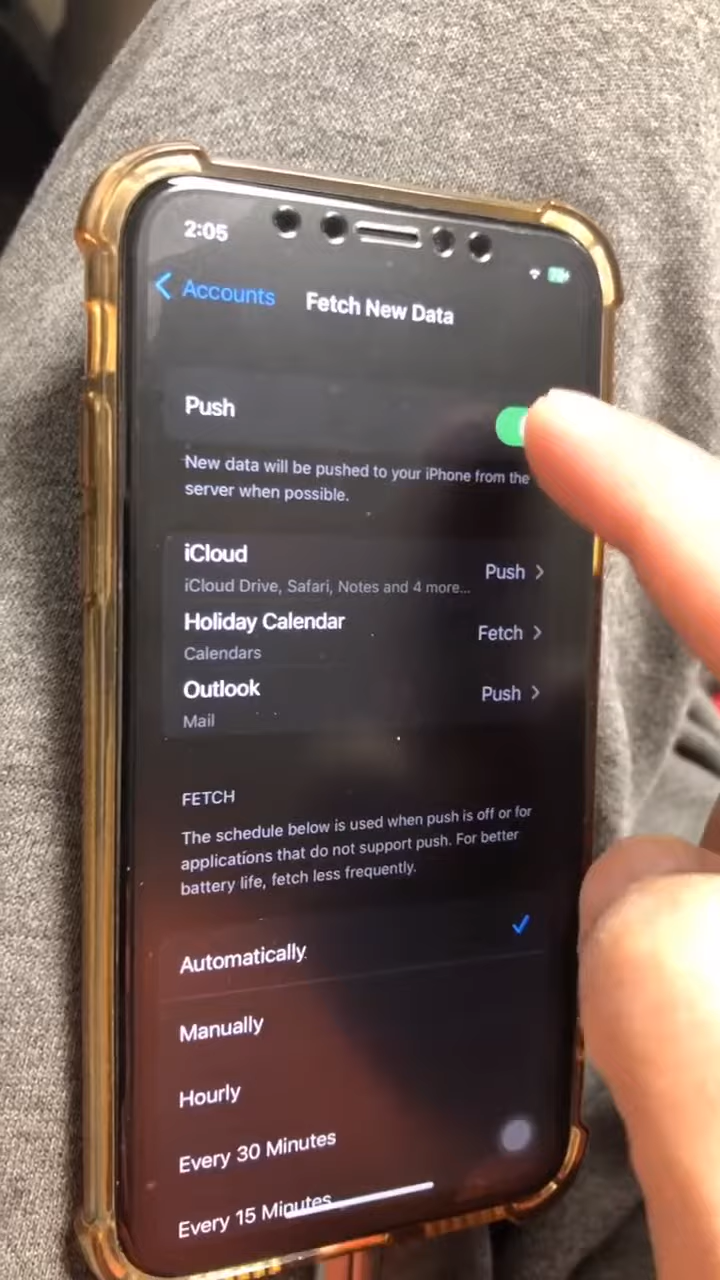 2:05
Accounts
Fetch New Data
Push
New data will be pushed to your iPhone from the
server when possible.
iCloud
Push
iCloud Drive, Safari, Notes and 4 more...
Holiday Calendar
Fetch
Calendars
Outlook
Push
Mail
FETCH
The schedule below is used when push is off or for
applications that do not support push. For better
battery life, fetch less frequently.
Automatically
Manually
Hourly
Every 30 Minutes
Every 15 Minutes